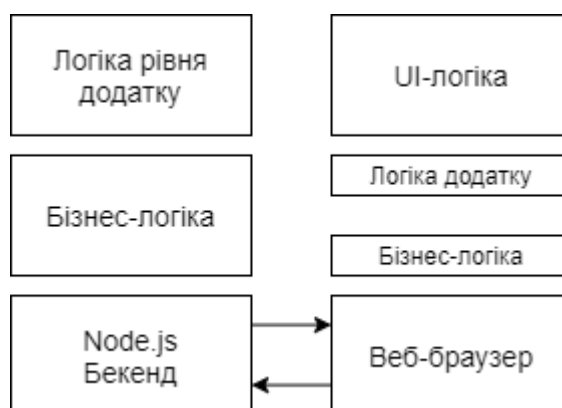 Логіка рівня
додатку
UI-логіка
Бізнес-логіка
Логіка додатку
Бізнес-логіка
Node.js
Бекенд
Веб-браузер